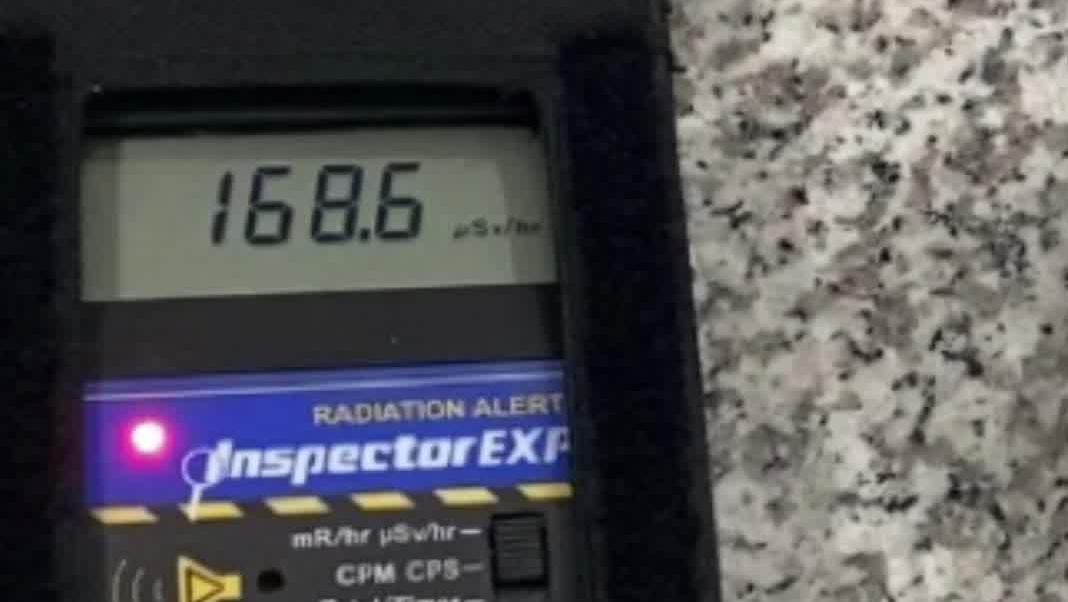 168.6 µSv/hr
RADIATION ALERT
InspectorEXP
mR/hr µSv/hr
CPM CPS